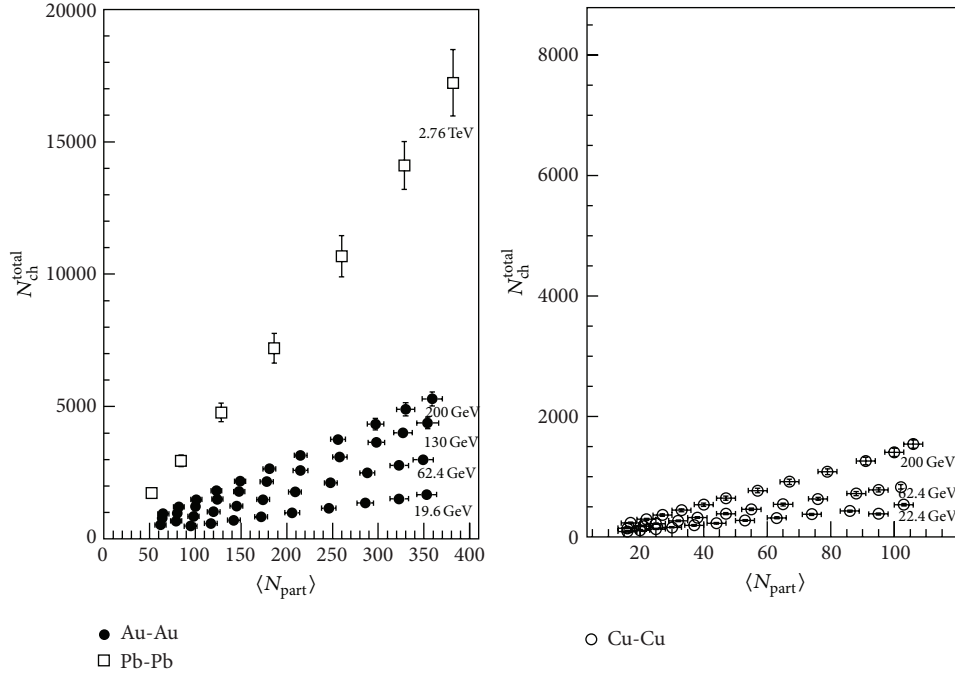 20000
15000
10000
5000
0
N_ch^total
2.76 TeV
200 GeV
130 GeV
62.4 GeV
19.6 GeV
0 50 100 150 200 250 300 350 400
⟨N_part⟩
Au-Au
Pb-Pb
8000
6000
4000
2000
0
N_ch^total
200 GeV
62.4 GeV
22.4 GeV
20 40 60 80 100
⟨N_part⟩
Cu-Cu